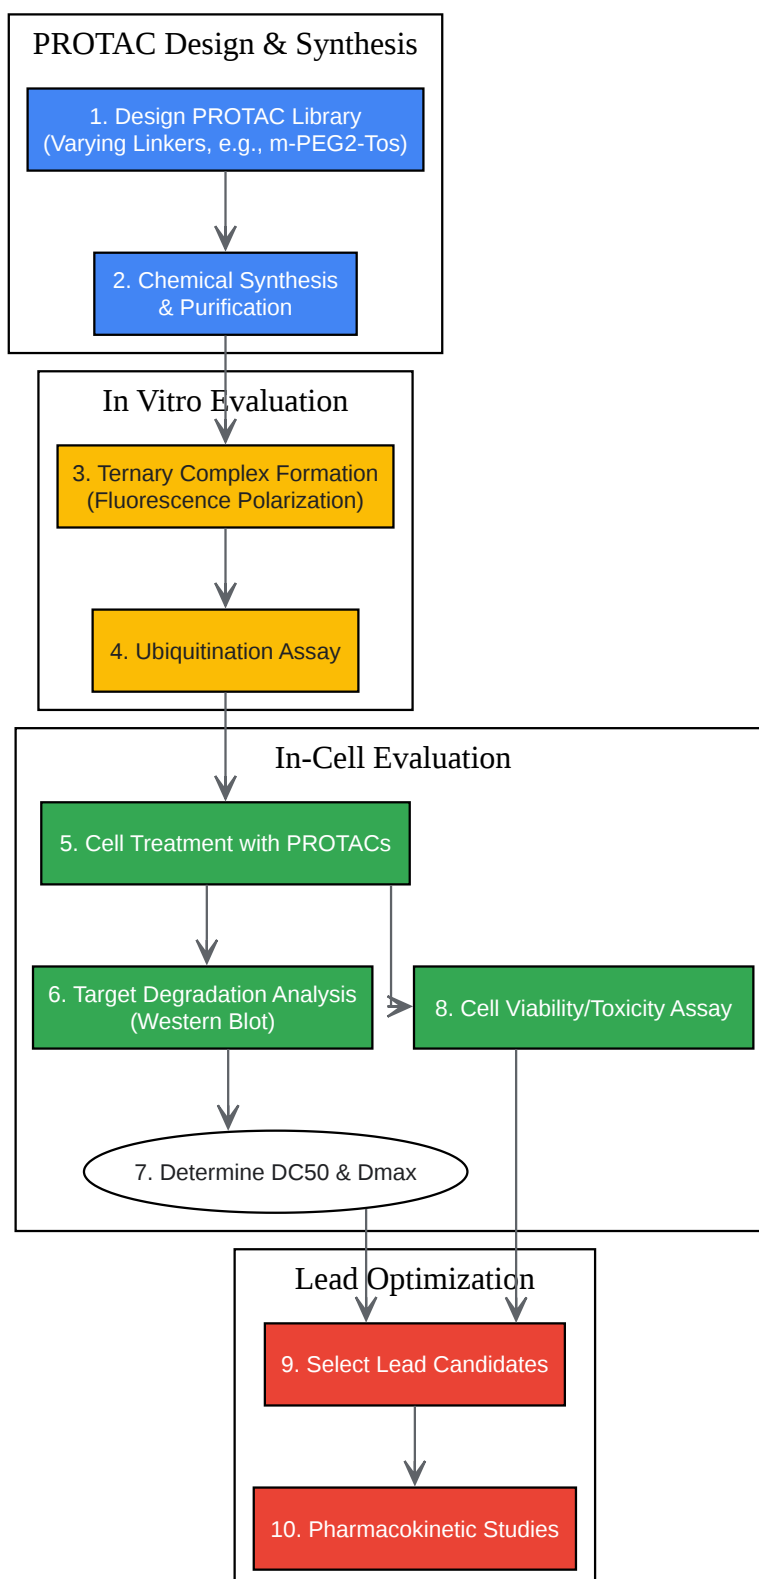 PROTAC Design & Synthesis
1. Design PROTAC Library
(Varying Linkers, e.g., m-PEG2-Tos)
2. Chemical Synthesis
& Purification
In Vitro Evaluation
3. Ternary Complex Formation
(Fluorescence Polarization)
4. Ubiquitination Assay
In-Cell Evaluation
5. Cell Treatment with PROTACs
6. Target Degradation Analysis
(Western Blot)
8. Cell Viability/Toxicity Assay
7. Determine DC50 & Dmax
Lead Optimization
9. Select Lead Candidates
10. Pharmacokinetic Studies